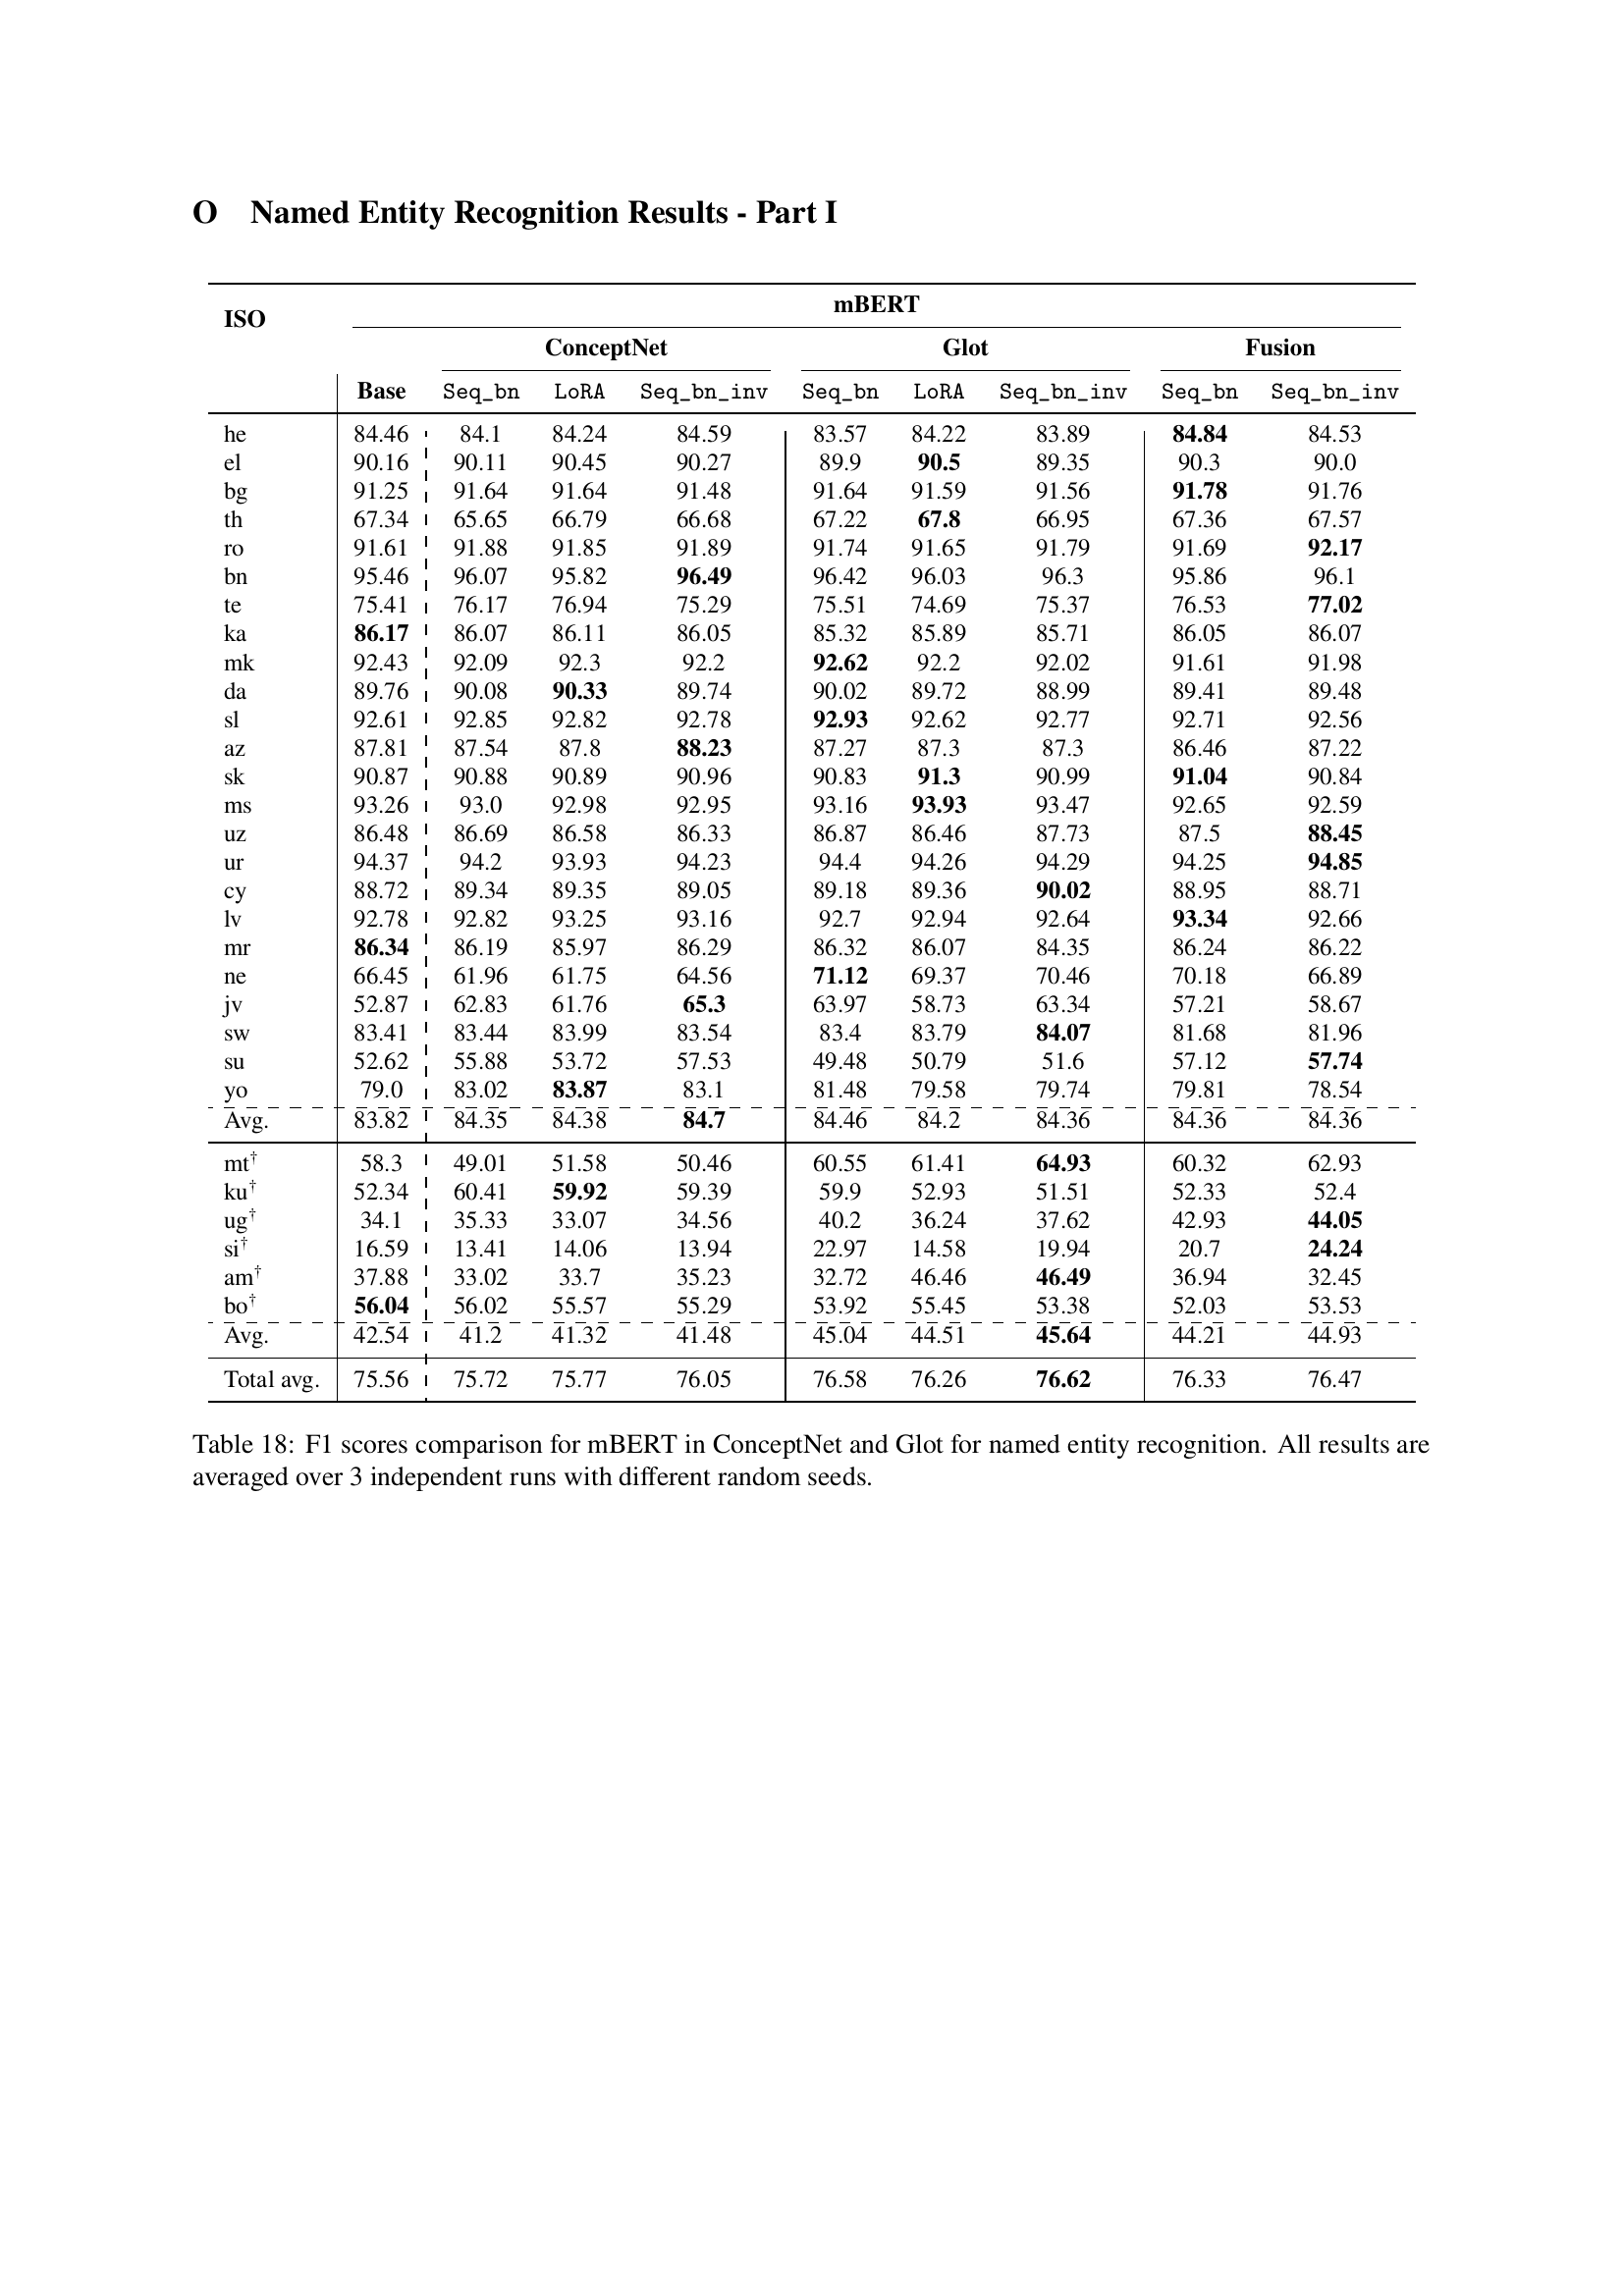 O Named Entity Recognition Results - Part I
ISO mBERT
ConceptNet Glot Fusion
Base Seq_bn LoRA Seq_bn_inv Seq_bn LoRA Seq_bn_inv Seq_bn Seq_bn_inv
he 84.46 84.1 84.24 84.59 83.57 84.22 83.89 84.84 84.53
el 90.16 90.11 90.45 90.27 89.9 90.5 89.35 90.3 90.0
bg 91.25 91.64 91.64 91.48 91.64 91.59 91.56 91.78 91.76
th 67.34 65.65 66.79 66.68 67.22 67.8 66.95 67.36 67.57
ro 91.61 91.88 91.85 91.89 91.74 91.65 91.79 91.69 92.17
bn 95.46 96.07 95.82 96.49 96.42 96.03 96.3 95.86 96.1
te 75.41 76.17 76.94 75.29 75.51 74.69 75.37 76.53 77.02
ka 86.17 86.07 86.11 86.05 85.32 85.89 85.71 86.05 86.07
mk 92.43 92.09 92.3 92.2 92.62 92.2 92.02 91.61 91.98
da 89.76 90.08 90.33 89.74 90.02 89.72 88.99 89.41 89.48
sl 92.61 92.85 92.82 92.78 92.93 92.62 92.77 92.71 92.56
az 87.81 87.54 87.8 88.23 87.27 87.3 87.3 86.46 87.22
sk 90.87 90.88 90.89 90.96 90.83 91.3 90.99 91.04 90.84
ms 93.26 93.0 92.98 92.95 93.16 93.93 93.47 92.65 92.59
uz 86.48 86.69 86.58 86.33 86.87 86.46 87.73 87.5 88.45
ur 94.37 94.2 93.93 94.23 94.4 94.26 94.29 94.25 94.85
cy 88.72 89.34 89.35 89.05 89.18 89.36 90.02 88.95 88.71
lv 92.78 92.82 93.25 93.16 92.7 92.94 92.64 93.34 92.66
mr 86.34 86.19 85.97 86.29 86.32 86.07 84.35 86.24 86.22
ne 66.45 61.96 61.75 64.56 71.12 69.37 70.46 70.18 66.89
jv 52.87 62.83 61.76 65.3 63.97 58.73 63.34 57.21 58.67
sw 83.41 83.44 83.99 83.54 83.4 83.79 84.07 81.68 81.96
su 52.62 55.88 53.72 57.53 49.48 50.79 51.6 57.12 57.74
yo 79.0 83.02 83.87 83.1 81.48 79.58 79.74 79.81 78.54
Avg. 83.82 84.35 84.38 84.7 84.46 84.2 84.36 84.36 84.36
mt† 58.3 49.01 51.58 50.46 60.55 61.41 64.93 60.32 62.93
ku† 52.34 60.41 59.92 59.39 59.9 52.93 51.51 52.33 52.4
ug† 34.1 35.33 33.07 34.56 40.2 36.24 37.62 42.93 44.05
si† 16.59 13.41 14.06 13.94 22.97 14.58 19.94 20.7 24.24
am† 37.88 33.02 33.7 35.23 32.72 46.46 46.49 36.94 32.45
bo† 56.04 56.02 55.57 55.29 53.92 55.45 53.38 52.03 53.53
Avg. 42.54 41.2 41.32 41.48 45.04 44.51 45.64 44.21 44.93
Total avg. 75.56 75.72 75.77 76.05 76.58 76.26 76.62 76.33 76.47
Table 18: F1 scores comparison for mBERT in ConceptNet and Glot for named entity recognition. All results are
averaged over 3 independent runs with different random seeds.